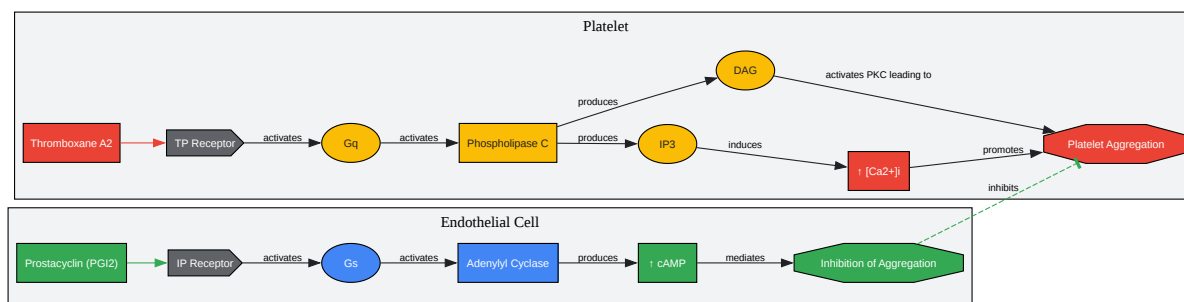 Platelet
DAG
activates PKC leading to
produces
Thromboxane A2
TP Receptor
activates
Gq
activates
Phospholipase C
produces
IP3
induces
↑ [Ca2+]i
promotes
Platelet Aggregation
inhibits
Endothelial Cell
Prostacyclin (PGI2)
IP Receptor
activates
Gs
activates
Adenylyl Cyclase
produces
↑ cAMP
mediates
Inhibition of Aggregation